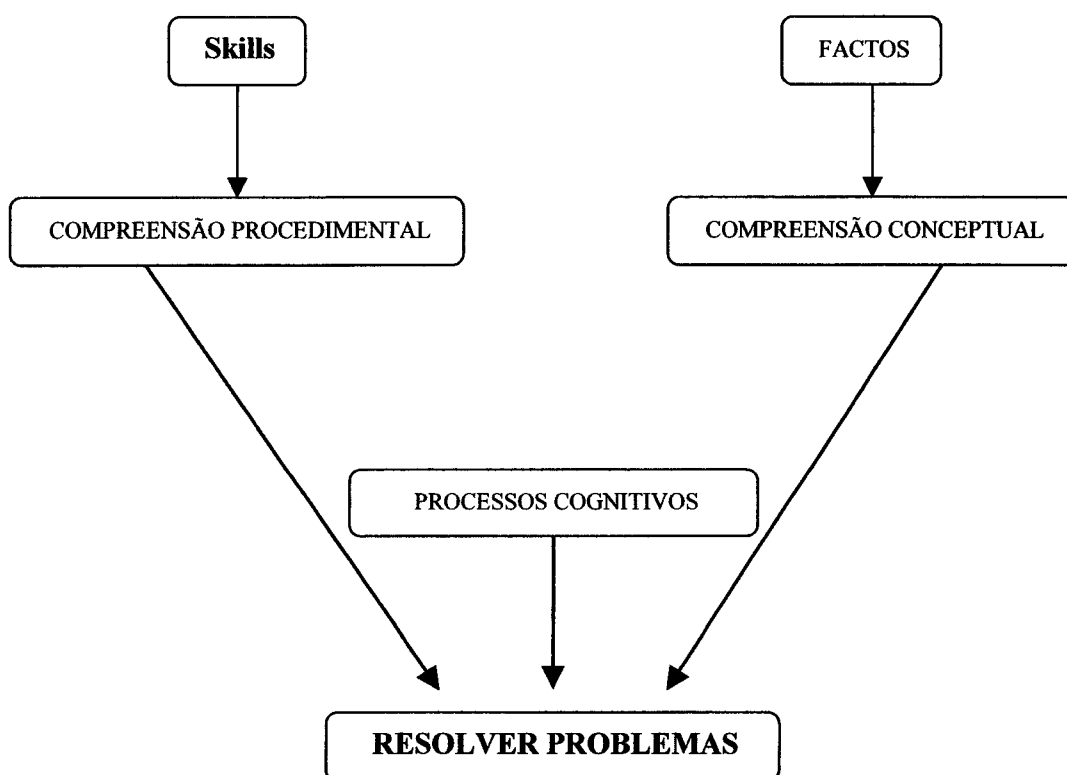 Skills
FACTOS
COMPREENSÃO PROCEDIMENTAL
COMPREENSÃO CONCEPTUAL
PROCESSOS COGNITIVOS
RESOLVER PROBLEMAS